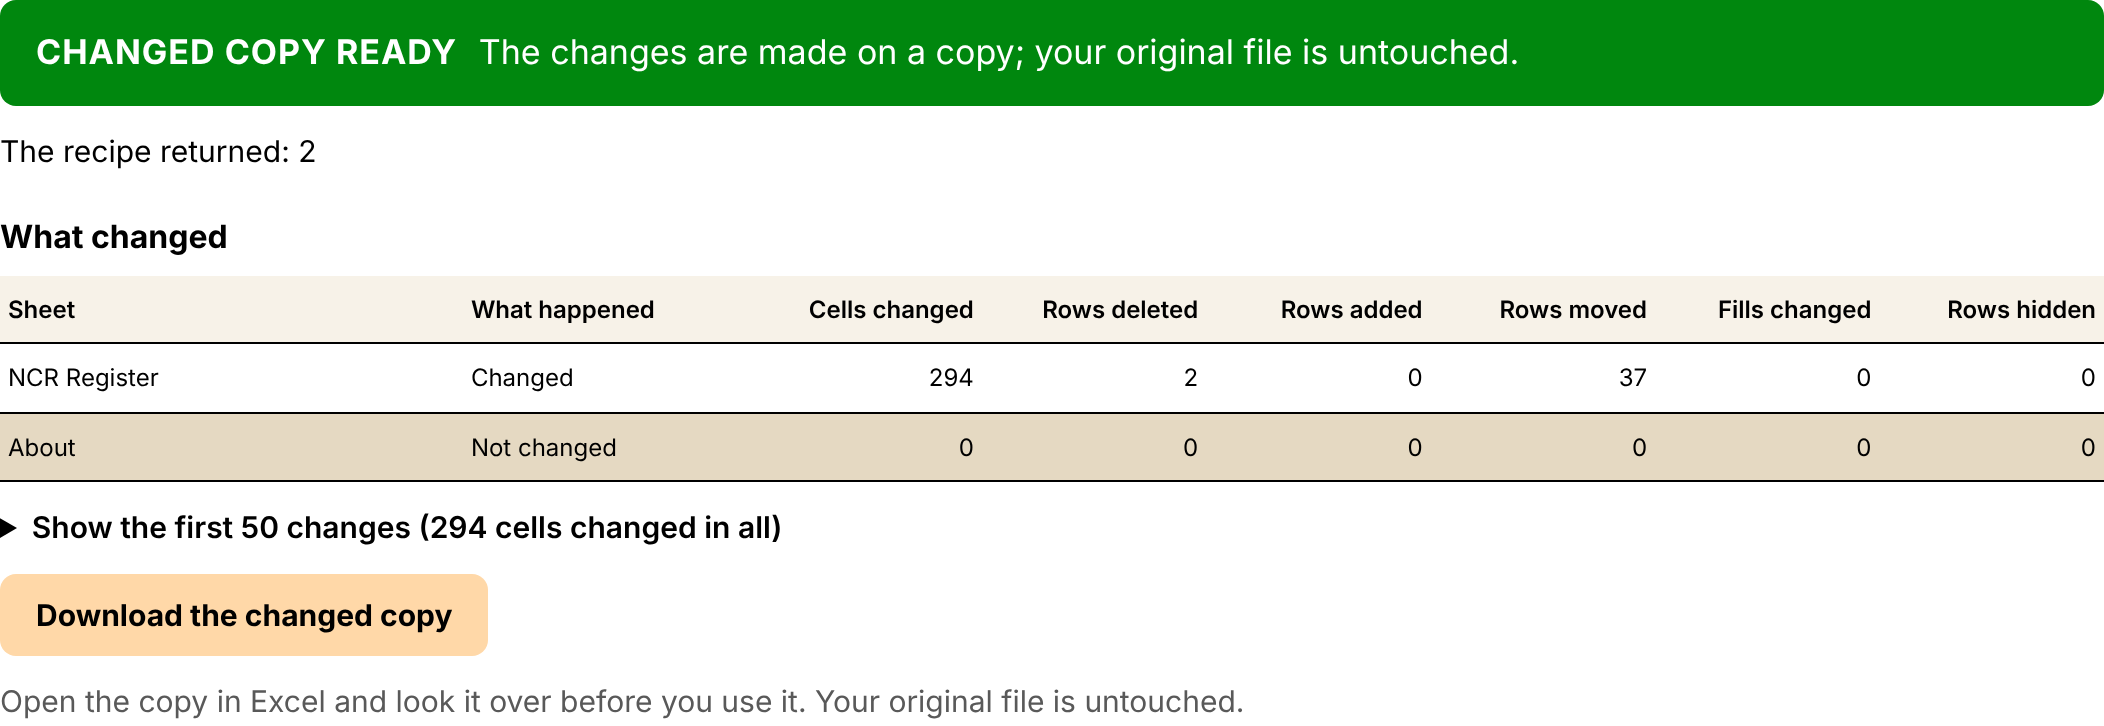 CHANGED COPY READY The changes are made on a copy; your original file is untouched.
The recipe returned: 2
What changed
Sheet What happened Cells changed Rows deleted Rows added Rows moved Fills changed Rows hidden
NCR Register Changed 294 2 0 37 0 0
About Not changed 0 0 0 0 0 0
Show the first 50 changes (294 cells changed in all)
Download the changed copy
Open the copy in Excel and look it over before you use it. Your original file is untouched.